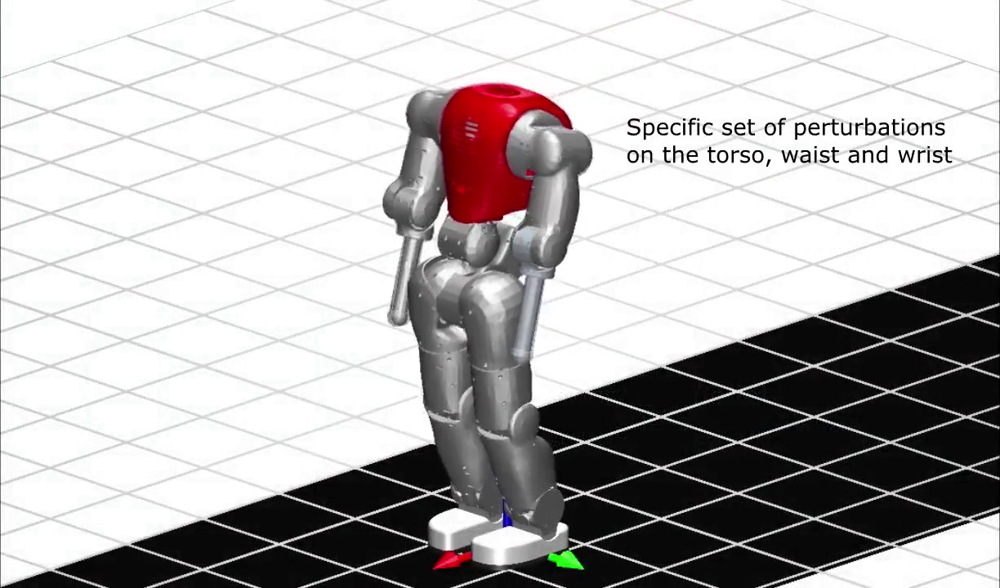 Specific set of perturbations
on the torso, waist and wrist